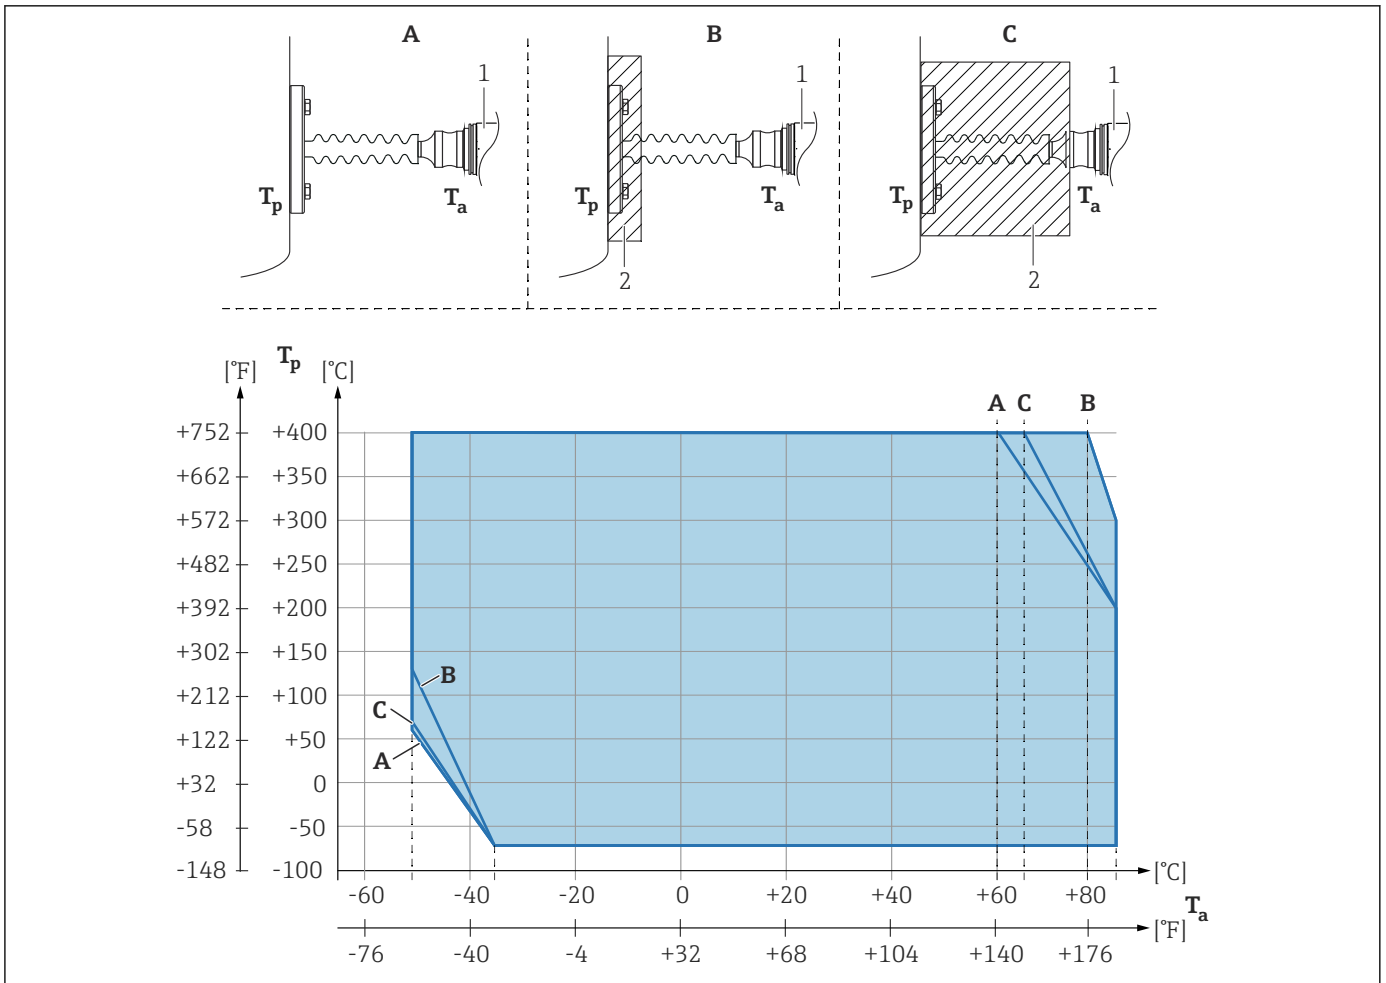 A B C
1 1 1
Tp Ta Tp Ta Tp Ta
2 2
Tp
[°F] [°C]
A C B
+752 +400
+662 +350
+572 +300
+482 +250
+392 +200
+302 +150
B
+212 +100
C
+122 +50
A
+32 0
-58 -50
-148 -100
[°C]
-60 -40 -20 0 +20 +40 +60 +80
Ta
[°F]
-76 -40 -4 +32 +68 +104 +140 +176